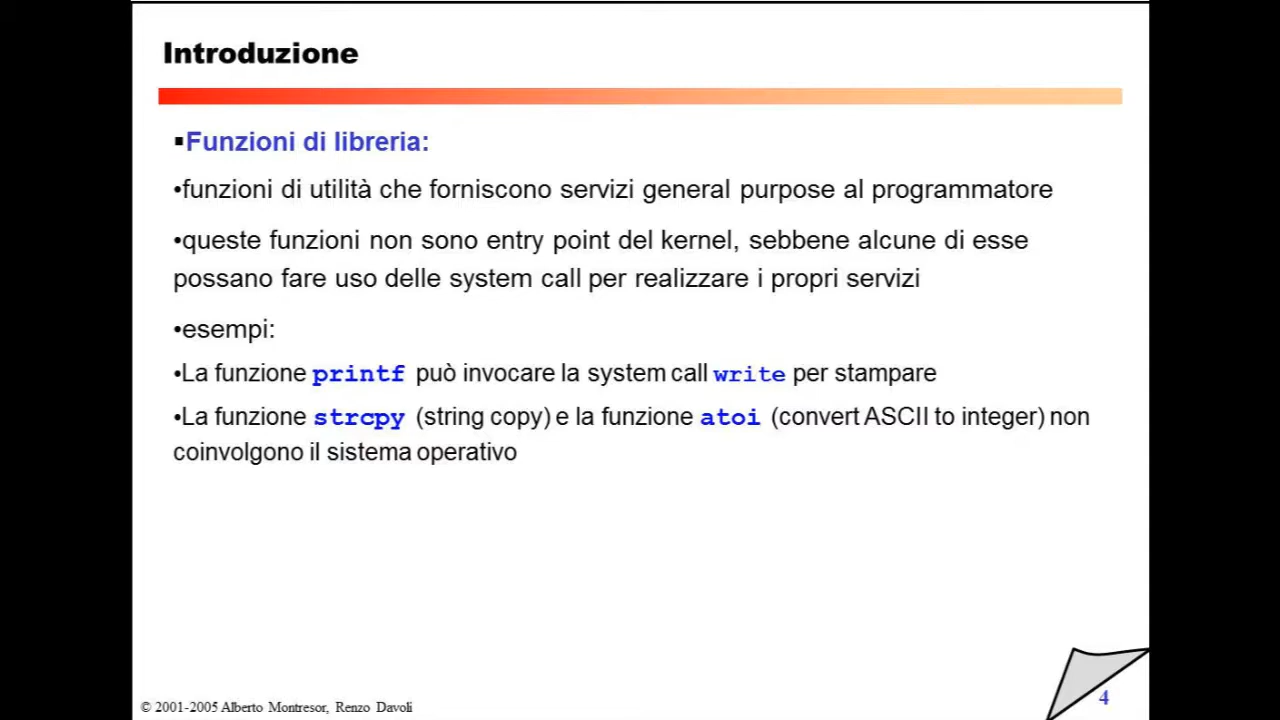 Introduzione
▪Funzioni di libreria:
•funzioni di utilità che forniscono servizi general purpose al programmatore
•queste funzioni non sono entry point del kernel, sebbene alcune di esse
possano fare uso delle system call per realizzare i propri servizi
•esempi:
•La funzione printf può invocare la system call write per stampare
•La funzione strcpy (string copy) e la funzione atoi (convert ASCII to integer) non
coinvolgono il sistema operativo
© 2001-2005 Alberto Montresor, Renzo Davoli
4